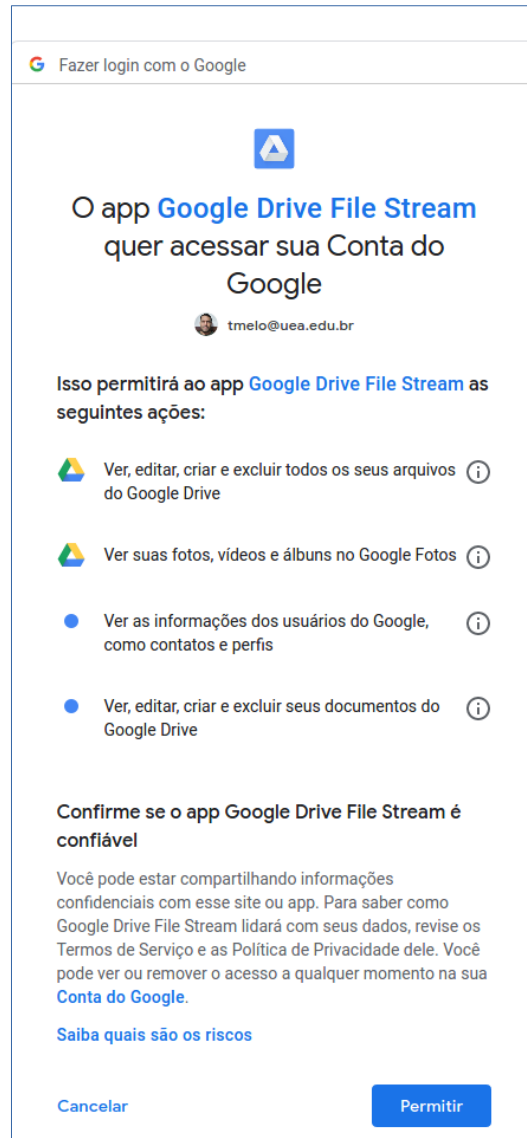 Fazer login com o Google
O app Google Drive File Stream
quer acessar sua Conta do
Google
tmelo@uea.edu.br
Isso permitirá ao app Google Drive File Stream as
seguintes ações:
Ver, editar, criar e excluir todos os seus arquivos
do Google Drive
Ver suas fotos, vídeos e álbuns no Google Fotos
Ver as informações dos usuários do Google,
como contatos e perfis
Ver, editar, criar e excluir seus documentos do
Google Drive
Confirme se o app Google Drive File Stream é
confiável
Você pode estar compartilhando informações
confidenciais com esse site ou app. Para saber como
Google Drive File Stream lidará com seus dados, revise os
Termos de Serviço e as Política de Privacidade dele. Você
pode ver ou remover o acesso a qualquer momento na sua
Conta do Google.
Saiba quais são os riscos
Cancelar
Permitir